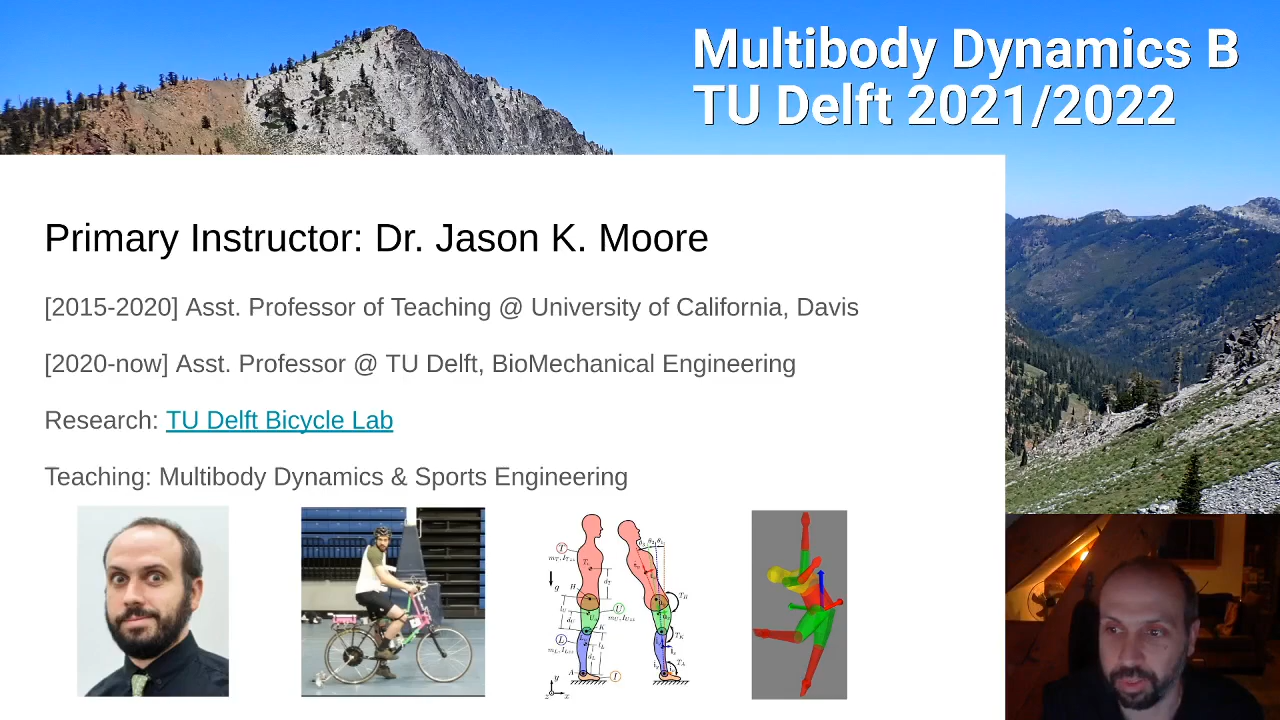 Multibody Dynamics B
TU Delft 2021/2022
Primary Instructor: Dr. Jason K. Moore
[2015-2020] Asst. Professor of Teaching @ University of California, Davis
[2020-now] Asst. Professor @ TU Delft, BioMechanical Engineering
Research: TU Delft Bicycle Lab
Teaching: Multibody Dynamics & Sports Engineering